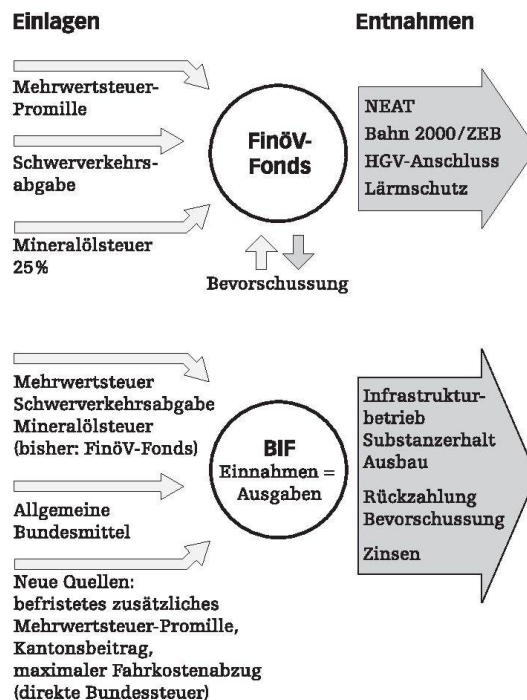 Einlagen
Entnahmen
Mehrwertsteuer-
Promille
Schwerverkehrs-
abgabe
Mineralölsteuer
25%
FinöV-
Fonds
Bevorschussung
NEAT
Bahn 2000/ZEB
HGV-Anschluss
Lärmschutz
Mehrwertsteuer
Schwerverkehrsabgabe
Mineralölsteuer
(bisher: FinöV-Fonds)
Allgemeine
Bundesmittel
Neue Quellen:
befristetes zusätzliches
Mehrwertsteuer-Promille,
Kantonsbeitrag,
maximaler Fahrkostenabzug
(direkte Bundessteuer)
BIF
Einnahmen =
Ausgaben
Infrastruktur-
betrieb
Substanzerhalt
Ausbau
Rückzahlung
Bevorschussung
Zinsen